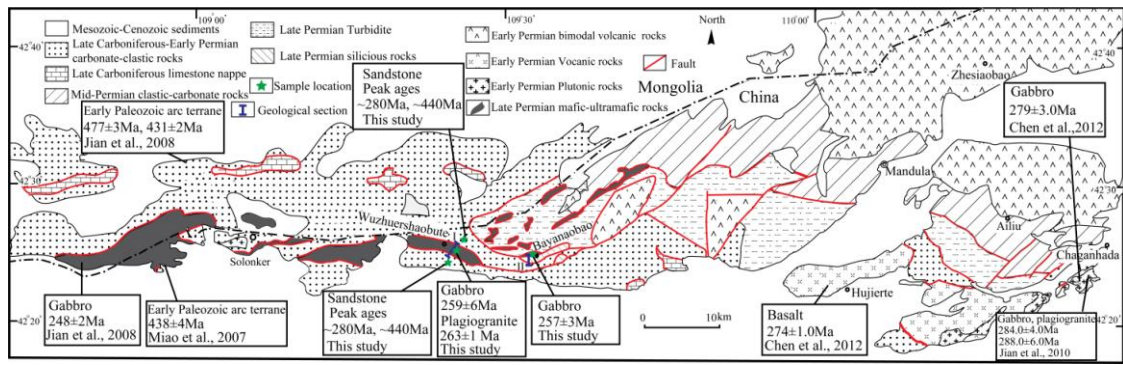 109°00'
109°30'
110°00'
42°40'
42°30'
42°20'
42°40'
42°30'
42°20'
Mesozoic-Cenozoic sediments
Late Carboniferous-Early Permian
carbonate-clastic rocks
Late Carboniferous limestone nappe
Mid-Permian clastic-carbonate rocks
Late Permian Turbidite
Late Permian silicious rocks
Sample location
Geological section
Early Permian bimodal volcanic rocks
Early Permian Vocanic rocks
Early Permian Plutonic rocks
Late Permian mafic-ultramafic rocks
Fault
North
Mongolia
China
Early Paleozoic arc terrane
477±3Ma, 431±2Ma
Jian et al., 2008
Sandstone
Peak ages
~280Ma, ~440Ma
This study
Gabbro
279±3.0Ma
Chen et al.,2012
Zhesiaobao
Mandula
Ailiu
Chaganhada
Hujierte
Wuzhuershaobute
Bayanaobao
Solonker
I
II
Gabbro
248±2Ma
Jian et al., 2008
Early Paleozoic arc terrane
438±4Ma
Miao et al., 2007
Sandstone
Peak ages
~280Ma, ~440Ma
This study
Gabbro
259±6Ma
Plagiogranite
263±1 Ma
This study
Gabbro
257±3Ma
This study
0 10km
Basalt
274±1.0Ma
Chen et al., 2012
Gabbro, plagiogranite
284.0±4.0Ma
288.0±6.0Ma
Jian et al., 2010